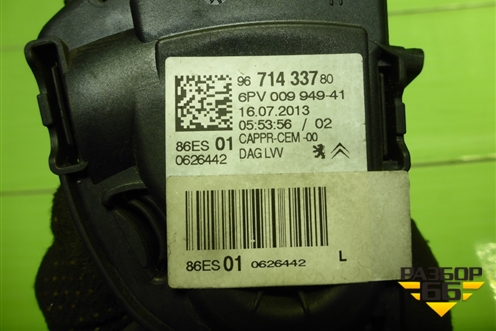 96 714 337 80
6PV 009 949-41
16.07.2013
05:53:56 / 02
86ES 01 CAPPR-CEM -00
0626442 DAG LVV
86ES 01 0626442 L
РАЗБОР
66